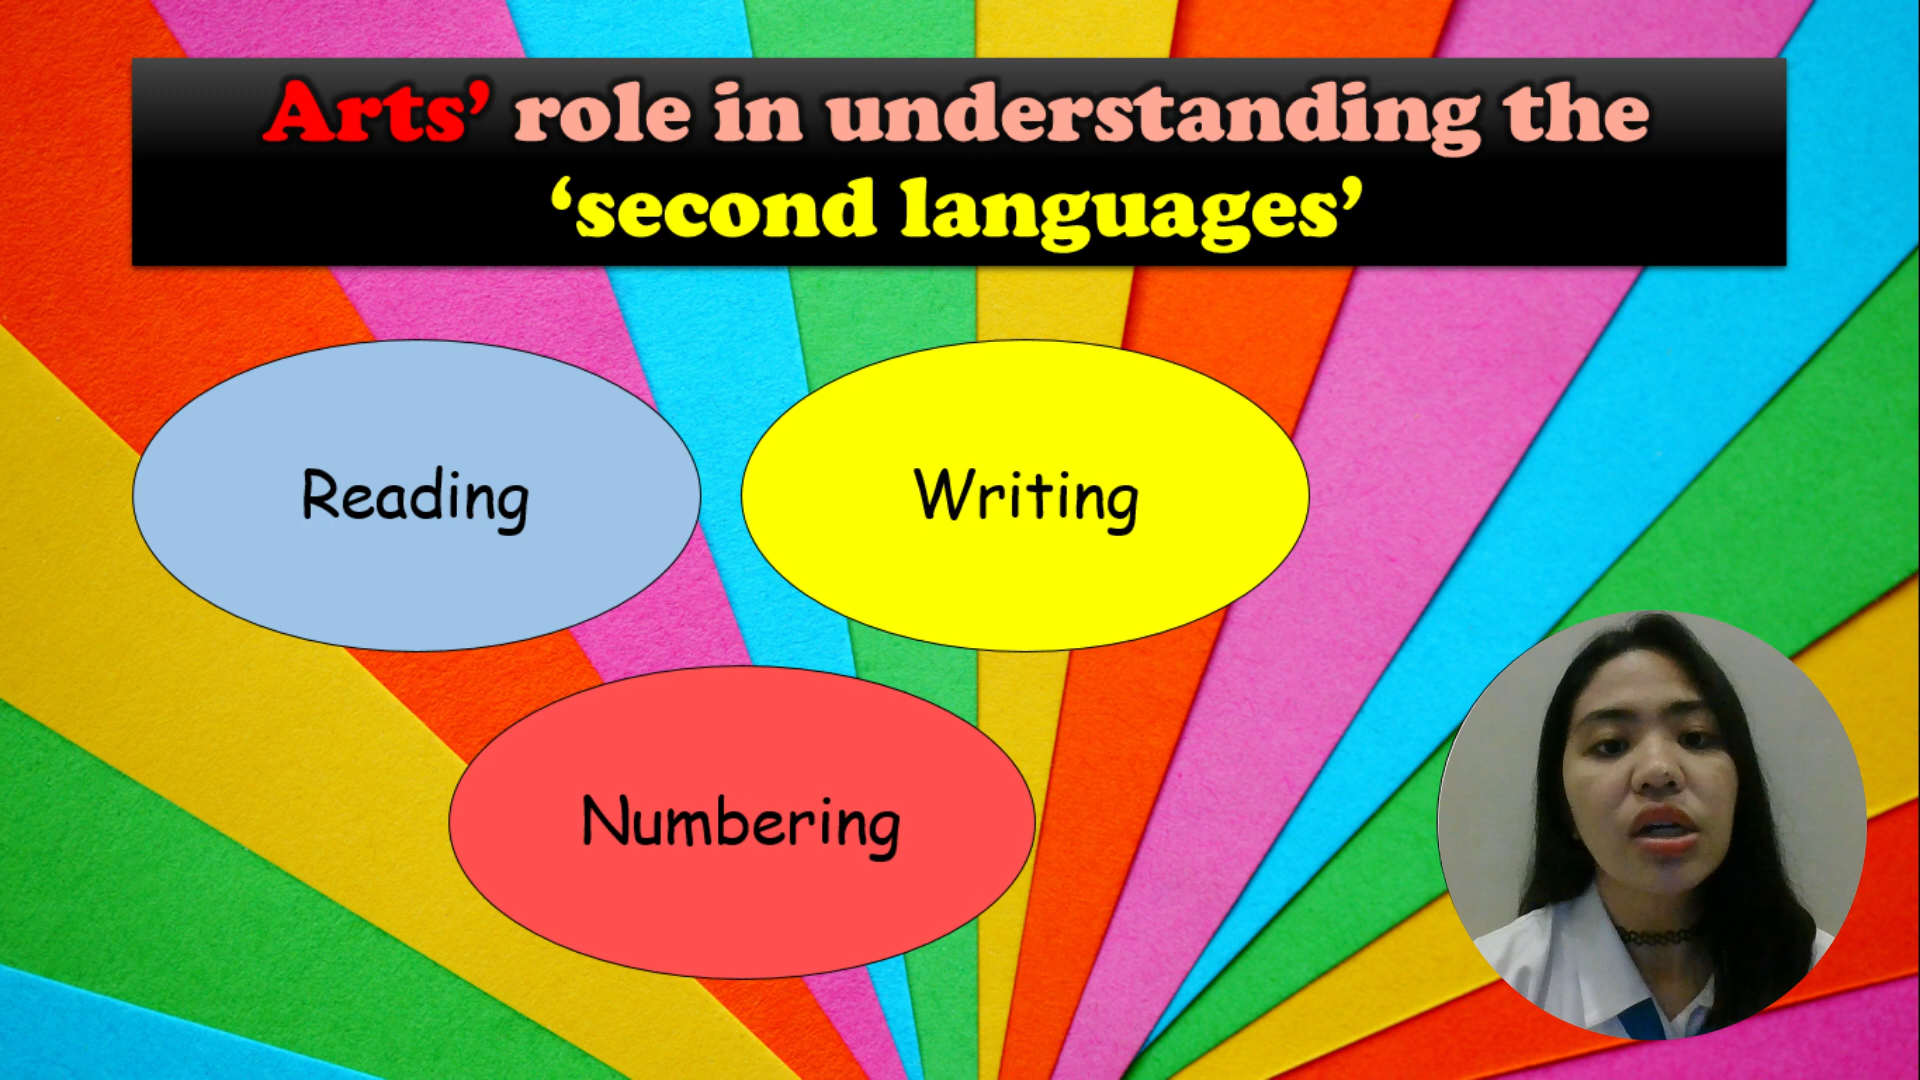 Arts’ role in understanding the
‘second languages’
Reading
Writing
Numbering